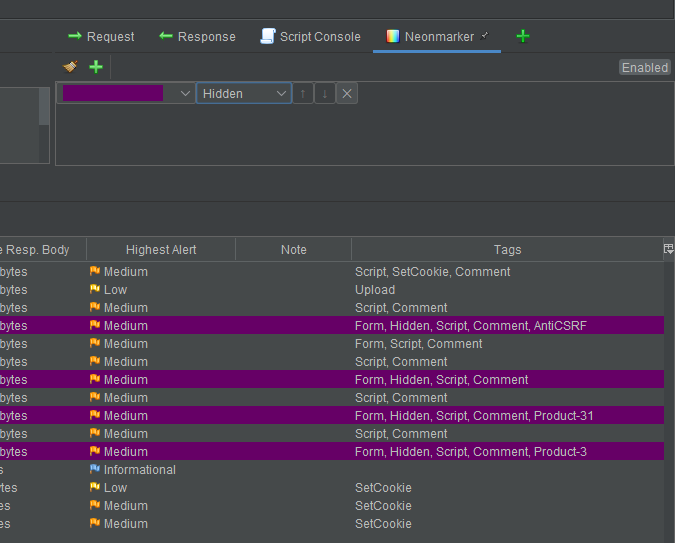 Request Response Script Console Neonmarker
Enabled
Hidden
e Resp. Body Highest Alert Note Tags
bytes Medium Script, SetCookie, Comment
bytes Low Upload
bytes Medium Script, Comment
bytes Medium Form, Hidden, Script, Comment, AntiCSRF
bytes Medium Form, Script, Comment
bytes Medium Script, Comment
bytes Medium Form, Hidden, Script, Comment
bytes Medium Script, Comment
bytes Medium Form, Hidden, Script, Comment, Product-31
bytes Medium Script, Comment
bytes Medium Form, Hidden, Script, Comment, Product-3
s Informational
ytes Low SetCookie
es Medium SetCookie
es Medium SetCookie